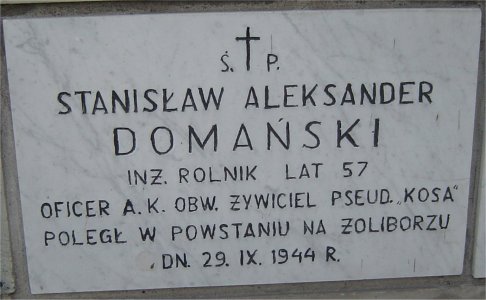 Ś. † P.
STANISŁAW ALEKSANDER
DOMAŃSKI
INŻ. ROLNIK LAT 57
OFICER A.K. OBW. ŻYWICIEL PSEUD. „KOSA"
POLEGŁ W POWSTANIU NA ŻOLIBORZU
DN. 29. IX. 1944 R.